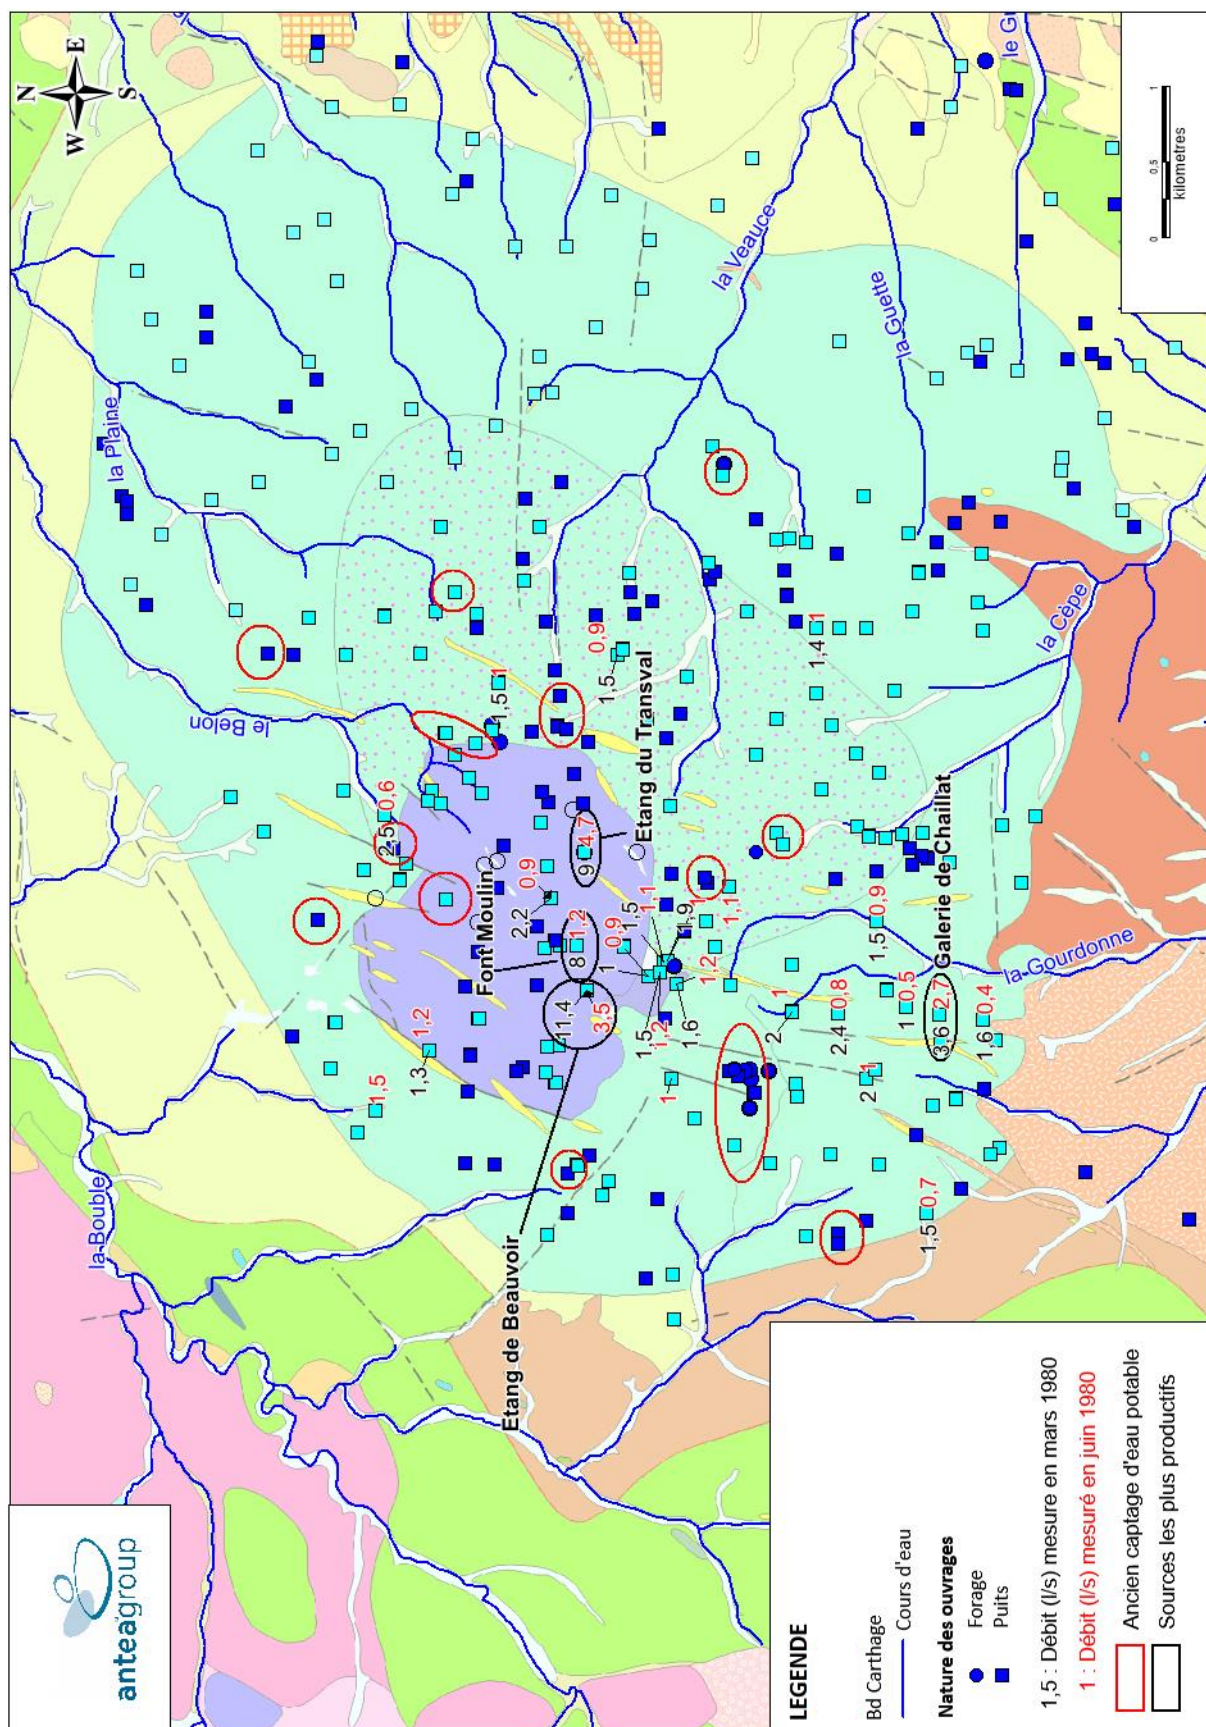 anteagroup
N
E
S
W
la Bouble
la Plaine
le Belon
la Veauce
la Guette
le Gu
la Cèpe
la Gourdonne
Font Moulin
Etang du Transval
Etang de Beauvoir
Galerie de Chaillat
2,5
0,6
1,5
1
1,5
0,9
1,4
1
1,5
1,3
1,2
2,2
0,9
9
4,7
8
1,2
11,4
3,5
0,9
1
1,5
1,1
1,9
1
1,1
1,2
1,5
1,2
1,6
1
2
1
2,4
0,8
1,5
0,9
1
0,5
3,6
2,7
1,6
0,4
2
1
1,5
0,7
0
0,5
1
kilometres
LEGENDE
Bd Carthage
Cours d'eau
Nature des ouvrages
Forage
Puits
1,5 : Débit (l/s) mesure en mars 1980
1 : Débit (l/s) mesuré en juin 1980
Ancien captage d'eau potable
Sources les plus productifs